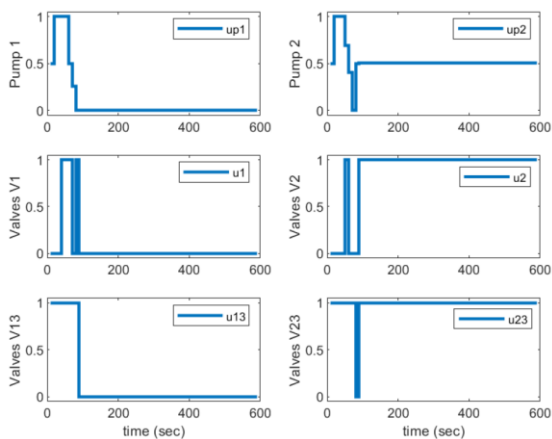 Pump 1
1
0.5
0
up1
0 200 400 600
Pump 2
1
0.5
0
up2
0 200 400 600
Valves V1
1
0.5
0
u1
0 200 400 600
Valves V2
1
0.5
0
u2
0 200 400 600
Valves V13
1
0.5
0
u13
0 200 400 600
time (sec)
Valves V23
1
0.5
0
u23
0 200 400 600
time (sec)